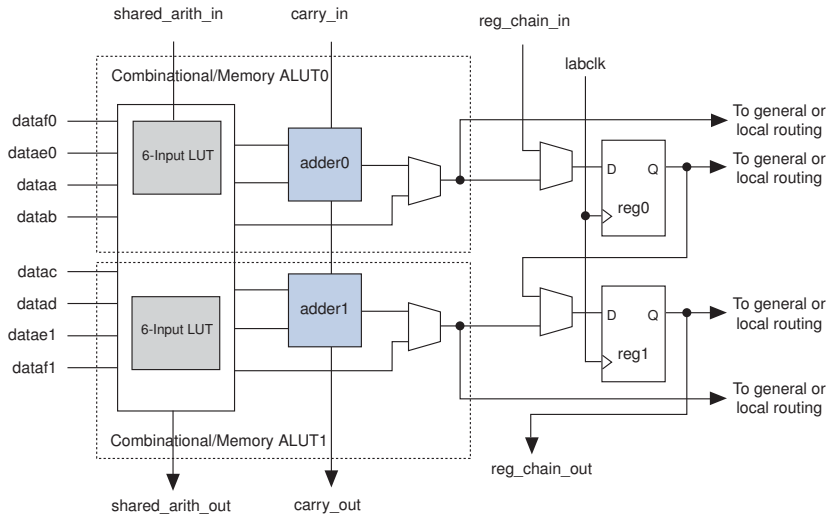 shared_arith_in
carry_in
reg_chain_in
labclk
Combinational/Memory ALUT0
dataf0
datae0
dataa
datab
6-Input LUT
adder0
D
Q
reg0
To general or
local routing
To general or
local routing
datac
datad
datae1
dataf1
6-Input LUT
adder1
D
Q
reg1
To general or
local routing
To general or
local routing
Combinational/Memory ALUT1
reg_chain_out
shared_arith_out
carry_out